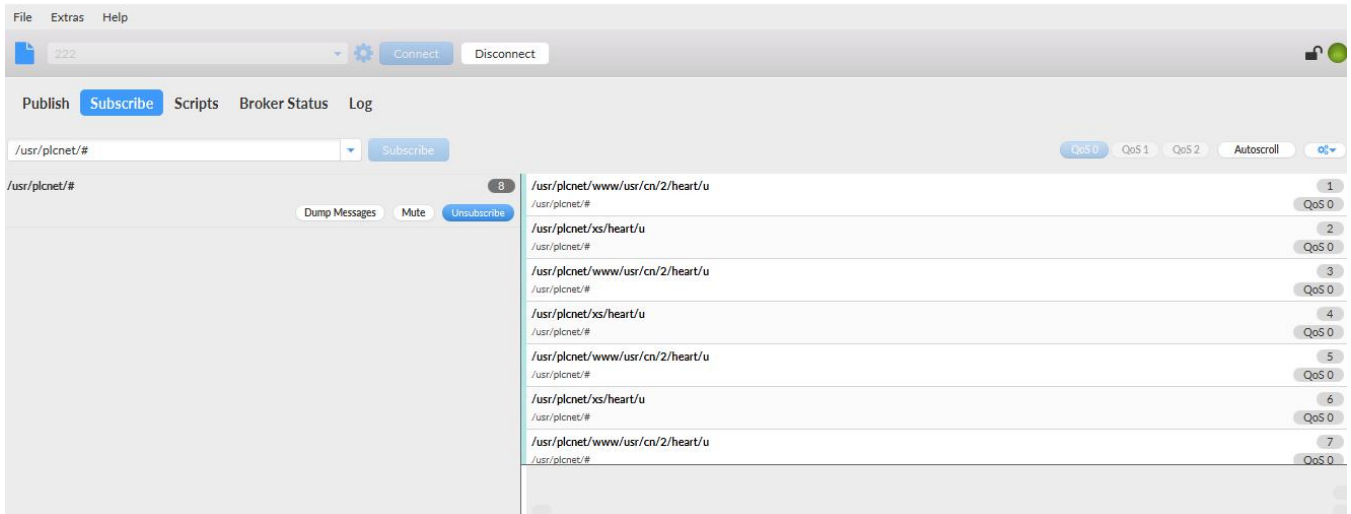 File Extras Help
222 Connect Disconnect
Publish Subscribe Scripts Broker Status Log
/usr/plcnet/# Subscribe QoS 0 QoS 1 QoS 2 Autoscroll
/usr/plcnet/# 8
Dump Messages Mute Unsubscribe
/usr/plcnet/www/usr/cn/2/heart/u 1
/usr/plcnet/# QoS 0
/usr/plcnet/xs/heart/u 2
/usr/plcnet/# QoS 0
/usr/plcnet/www/usr/cn/2/heart/u 3
/usr/plcnet/# QoS 0
/usr/plcnet/xs/heart/u 4
/usr/plcnet/# QoS 0
/usr/plcnet/www/usr/cn/2/heart/u 5
/usr/plcnet/# QoS 0
/usr/plcnet/xs/heart/u 6
/usr/plcnet/# QoS 0
/usr/plcnet/www/usr/cn/2/heart/u 7
/usr/plcnet/# QoS 0